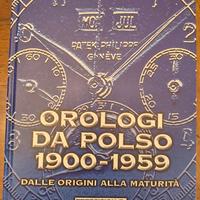 MON JUL
PATEK PHILIPPE
GENÈVE
OROLOGI
DA POLSO
1900-1959
DALLE ORIGINI ALLA MATURITÀ